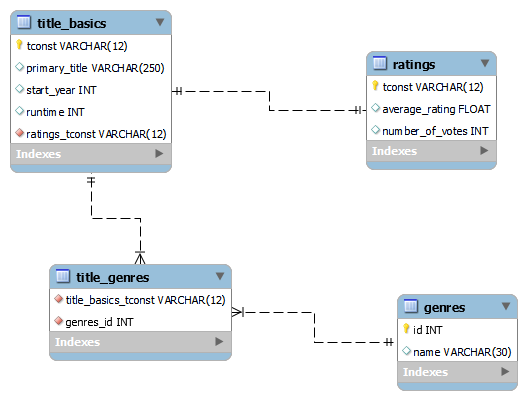 title_basics
tconst VARCHAR(12)
primary_title VARCHAR(250)
start_year INT
runtime INT
ratings_tconst VARCHAR(12)
Indexes
ratings
tconst VARCHAR(12)
average_rating FLOAT
number_of_votes INT
Indexes
title_genres
title_basics_tconst VARCHAR(12)
genres_id INT
Indexes
genres
id INT
name VARCHAR(30)
Indexes